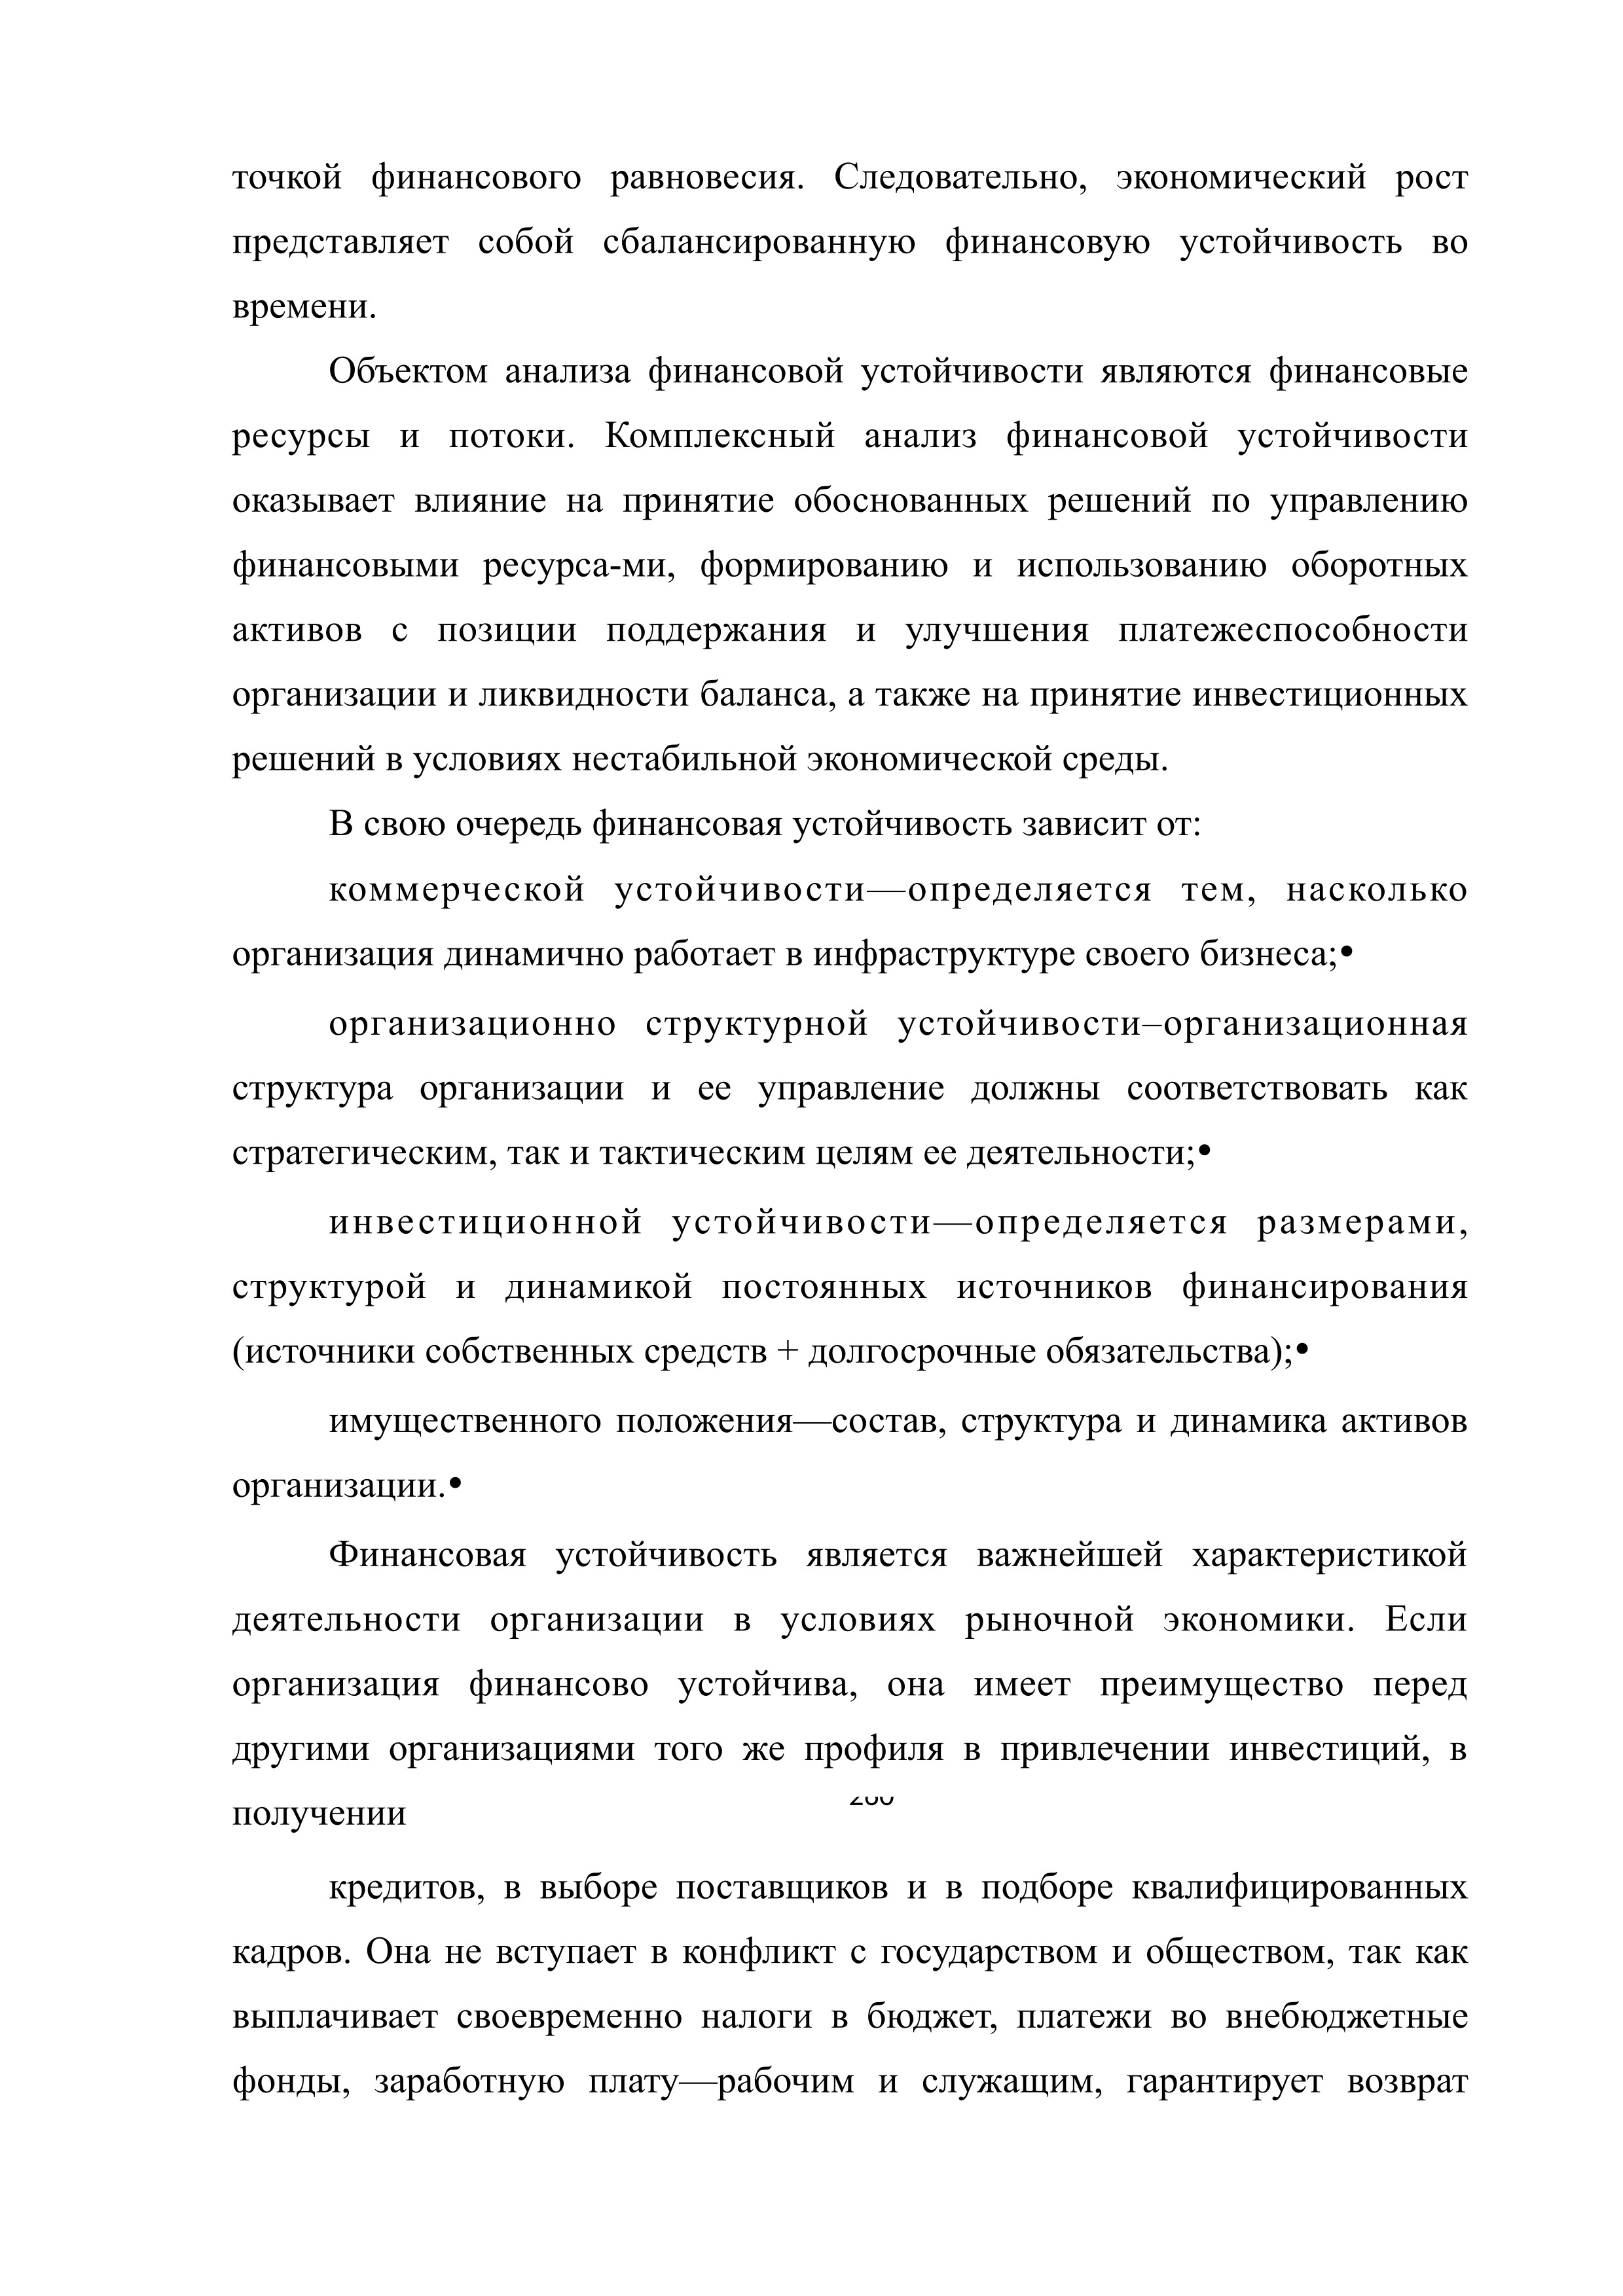 точкой финансового равновесия. Следовательно, экономический рост
представляет собой сбалансированную финансовую устойчивость во
времени.
Объектом анализа финансовой устойчивости являются финансовые
ресурсы и потоки. Комплексный анализ финансовой устойчивости
оказывает влияние на принятие обоснованных решений по управлению
финансовыми ресурса-ми, формированию и использованию оборотных
активов с позиции поддержания и улучшения платежеспособности
организации и ликвидности баланса, а также на принятие инвестиционных
решений в условиях нестабильной экономической среды.
В свою очередь финансовая устойчивость зависит от:
коммерческой устойчивости—определяется тем, насколько
организация динамично работает в инфраструктуре своего бизнеса;•
организационно структурной устойчивости–организационная
структура организации и ее управление должны соответствовать как
стратегическим, так и тактическим целям ее деятельности;•
инвестиционной устойчивости—определяется размерами,
структурой и динамикой постоянных источников финансирования
(источники собственных средств + долгосрочные обязательства);•
имущественного положения—состав, структура и динамика активов
организации.•
Финансовая устойчивость является важнейшей характеристикой
деятельности организации в условиях рыночной экономики. Если
организация финансово устойчива, она имеет преимущество перед
другими организациями того же профиля в привлечении инвестиций, в
получении
кредитов, в выборе поставщиков и в подборе квалифицированных
кадров. Она не вступает в конфликт с государством и обществом, так как
выплачивает своевременно налоги в бюджет, платежи во внебюджетные
фонды, заработную плату—рабочим и служащим, гарантирует возврат